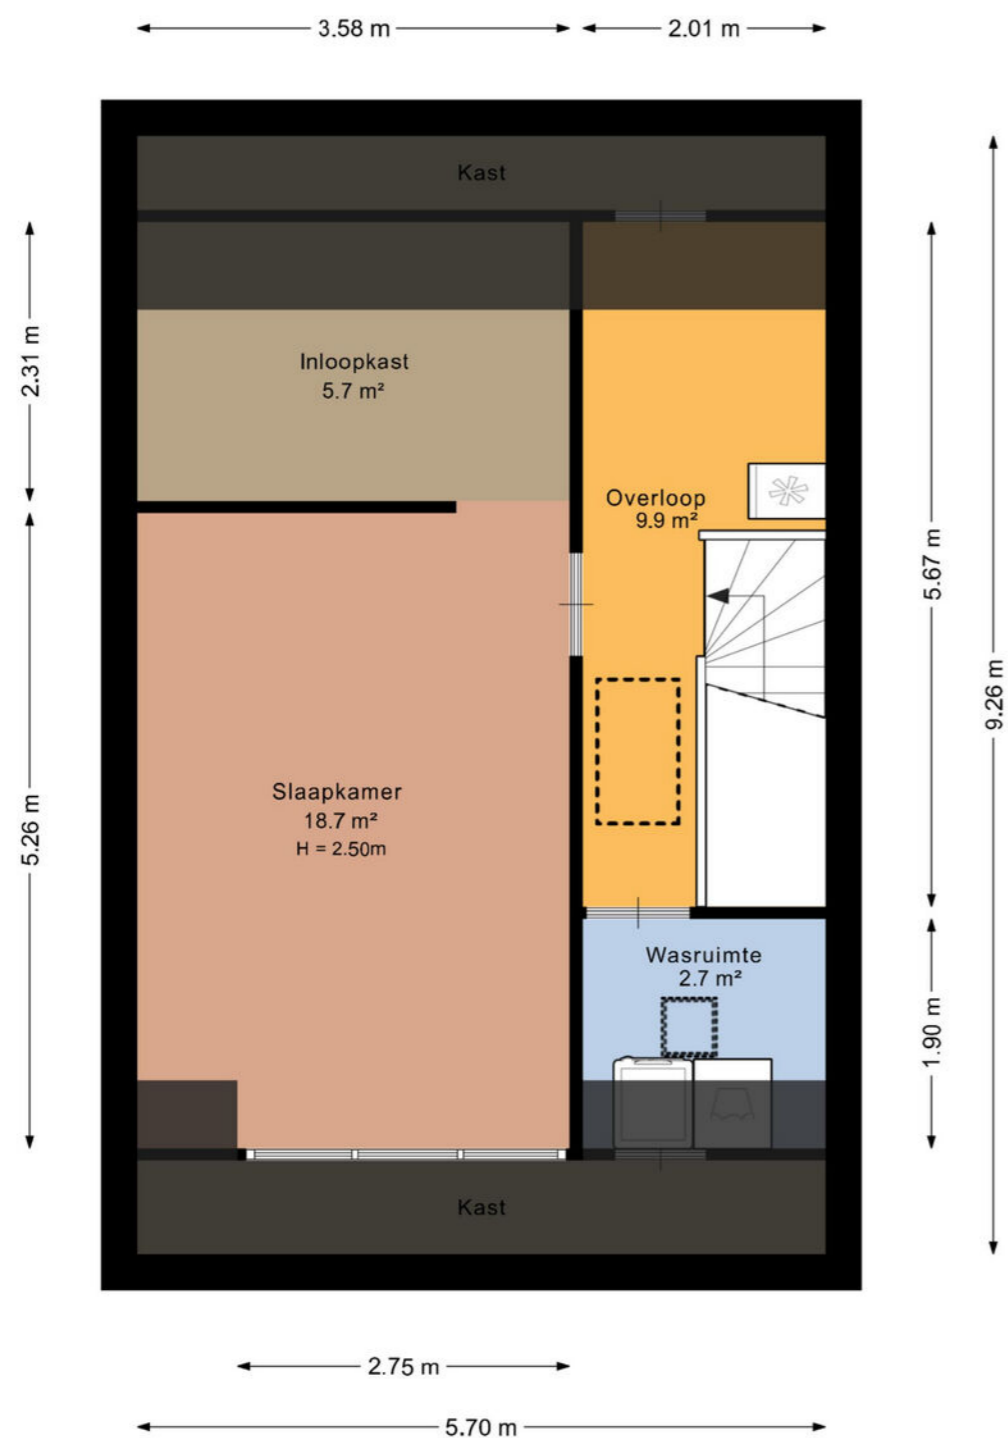 3.58 m
2.01 m
Kast
2.31 m
Inloopkast
5.7 m²
Overloop
9.9 m²
5.67 m
9.26 m
5.26 m
Slaapkamer
18.7 m²
H = 2.50m
Wasruimte
2.7 m²
1.90 m
Kast
2.75 m
5.70 m